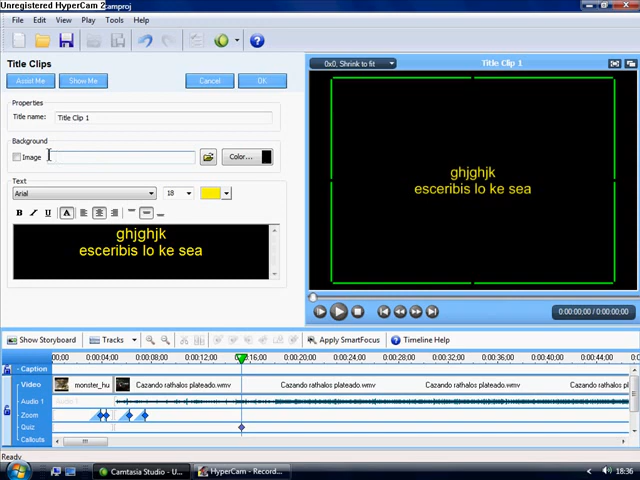 Unregistered HyperCam 2
camproj
File Edit View Play Tools Help
Title Clips
Assist Me Show Me Cancel OK
Properties
Title name: Title Clip 1
Background
Image Color...
Text
Arial 18
B I U A
ghjghjk
esceribis lo ke sea
0x0, Shrink to fit Title Clip 1
ghjghjk
esceribis lo ke sea
0:00:00;00 / 0:00:00;00
Show Storyboard Tracks Apply SmartFocus Timeline Help
00;00 0:00:04;00 0:00:12;00 0:00:16;00 0:00:20;00 0:00:24;00 0:00:28;00 0:00:32;00 0:00:36;00 0:00:40;00 0:00:44;00
Caption
Video monster_hu Cazando rathalos plateado.wmv Cazando rathalos plateado.wmv Cazando rathalos plateado.wmv Cazando rathalos plateado.wmv
Audio 1 Audio 1
Zoom
Quiz
Callouts
Ready
Camtasia Studio - U... HyperCam - Record... 18:36